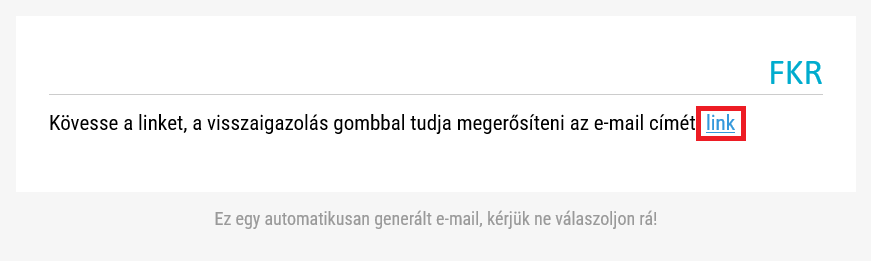 FKR
Kövesse a linket, a visszaigazolás gombbal tudja megerősíteni az e-mail címét link
Ez egy automatikusan generált e-mail, kérjük ne válaszoljon rá!